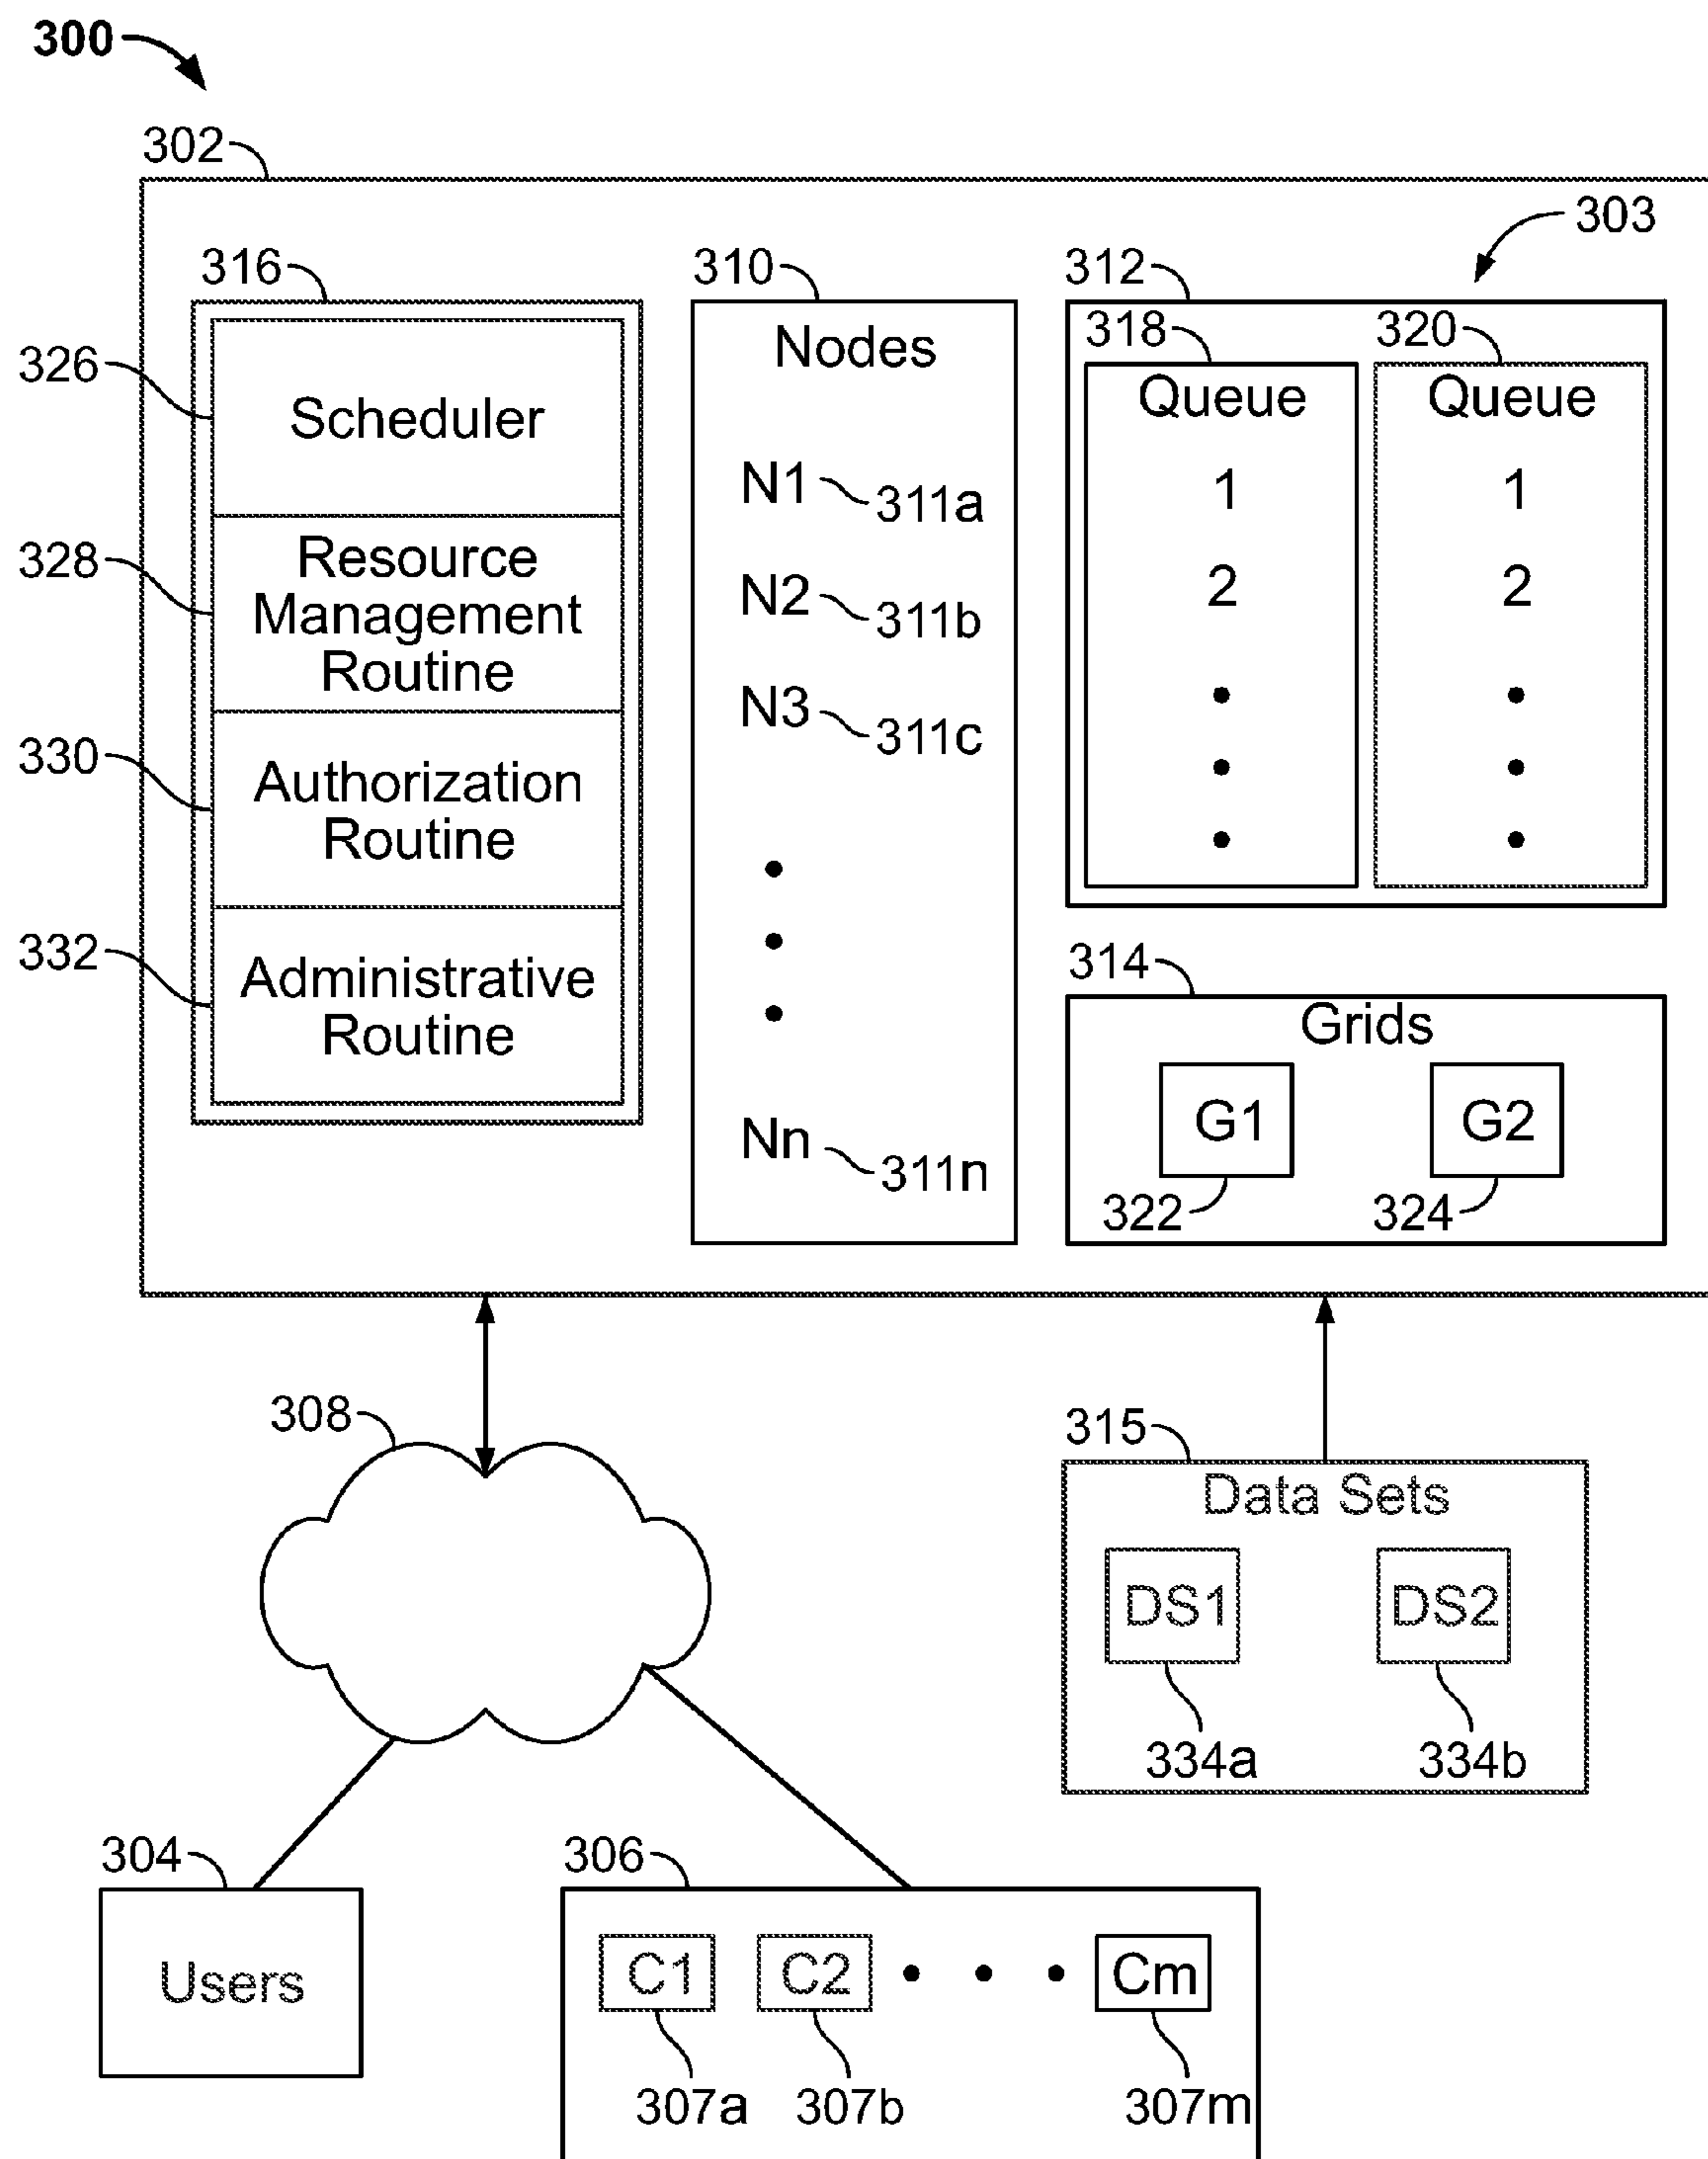 300
302
303
316
310
312
318
320
326
Scheduler
Nodes
Queue
Queue
N1
311a
1
1
328
Resource
Management
Routine
N2
311b
2
2
N3
311c
330
Authorization
Routine
332
Administrative
Routine
314
Grids
G1
G2
Nn
311n
322
324
308
315
Data Sets
DS1
DS2
334a
334b
304
306
Users
C1
C2
Cm
307a
307b
307m